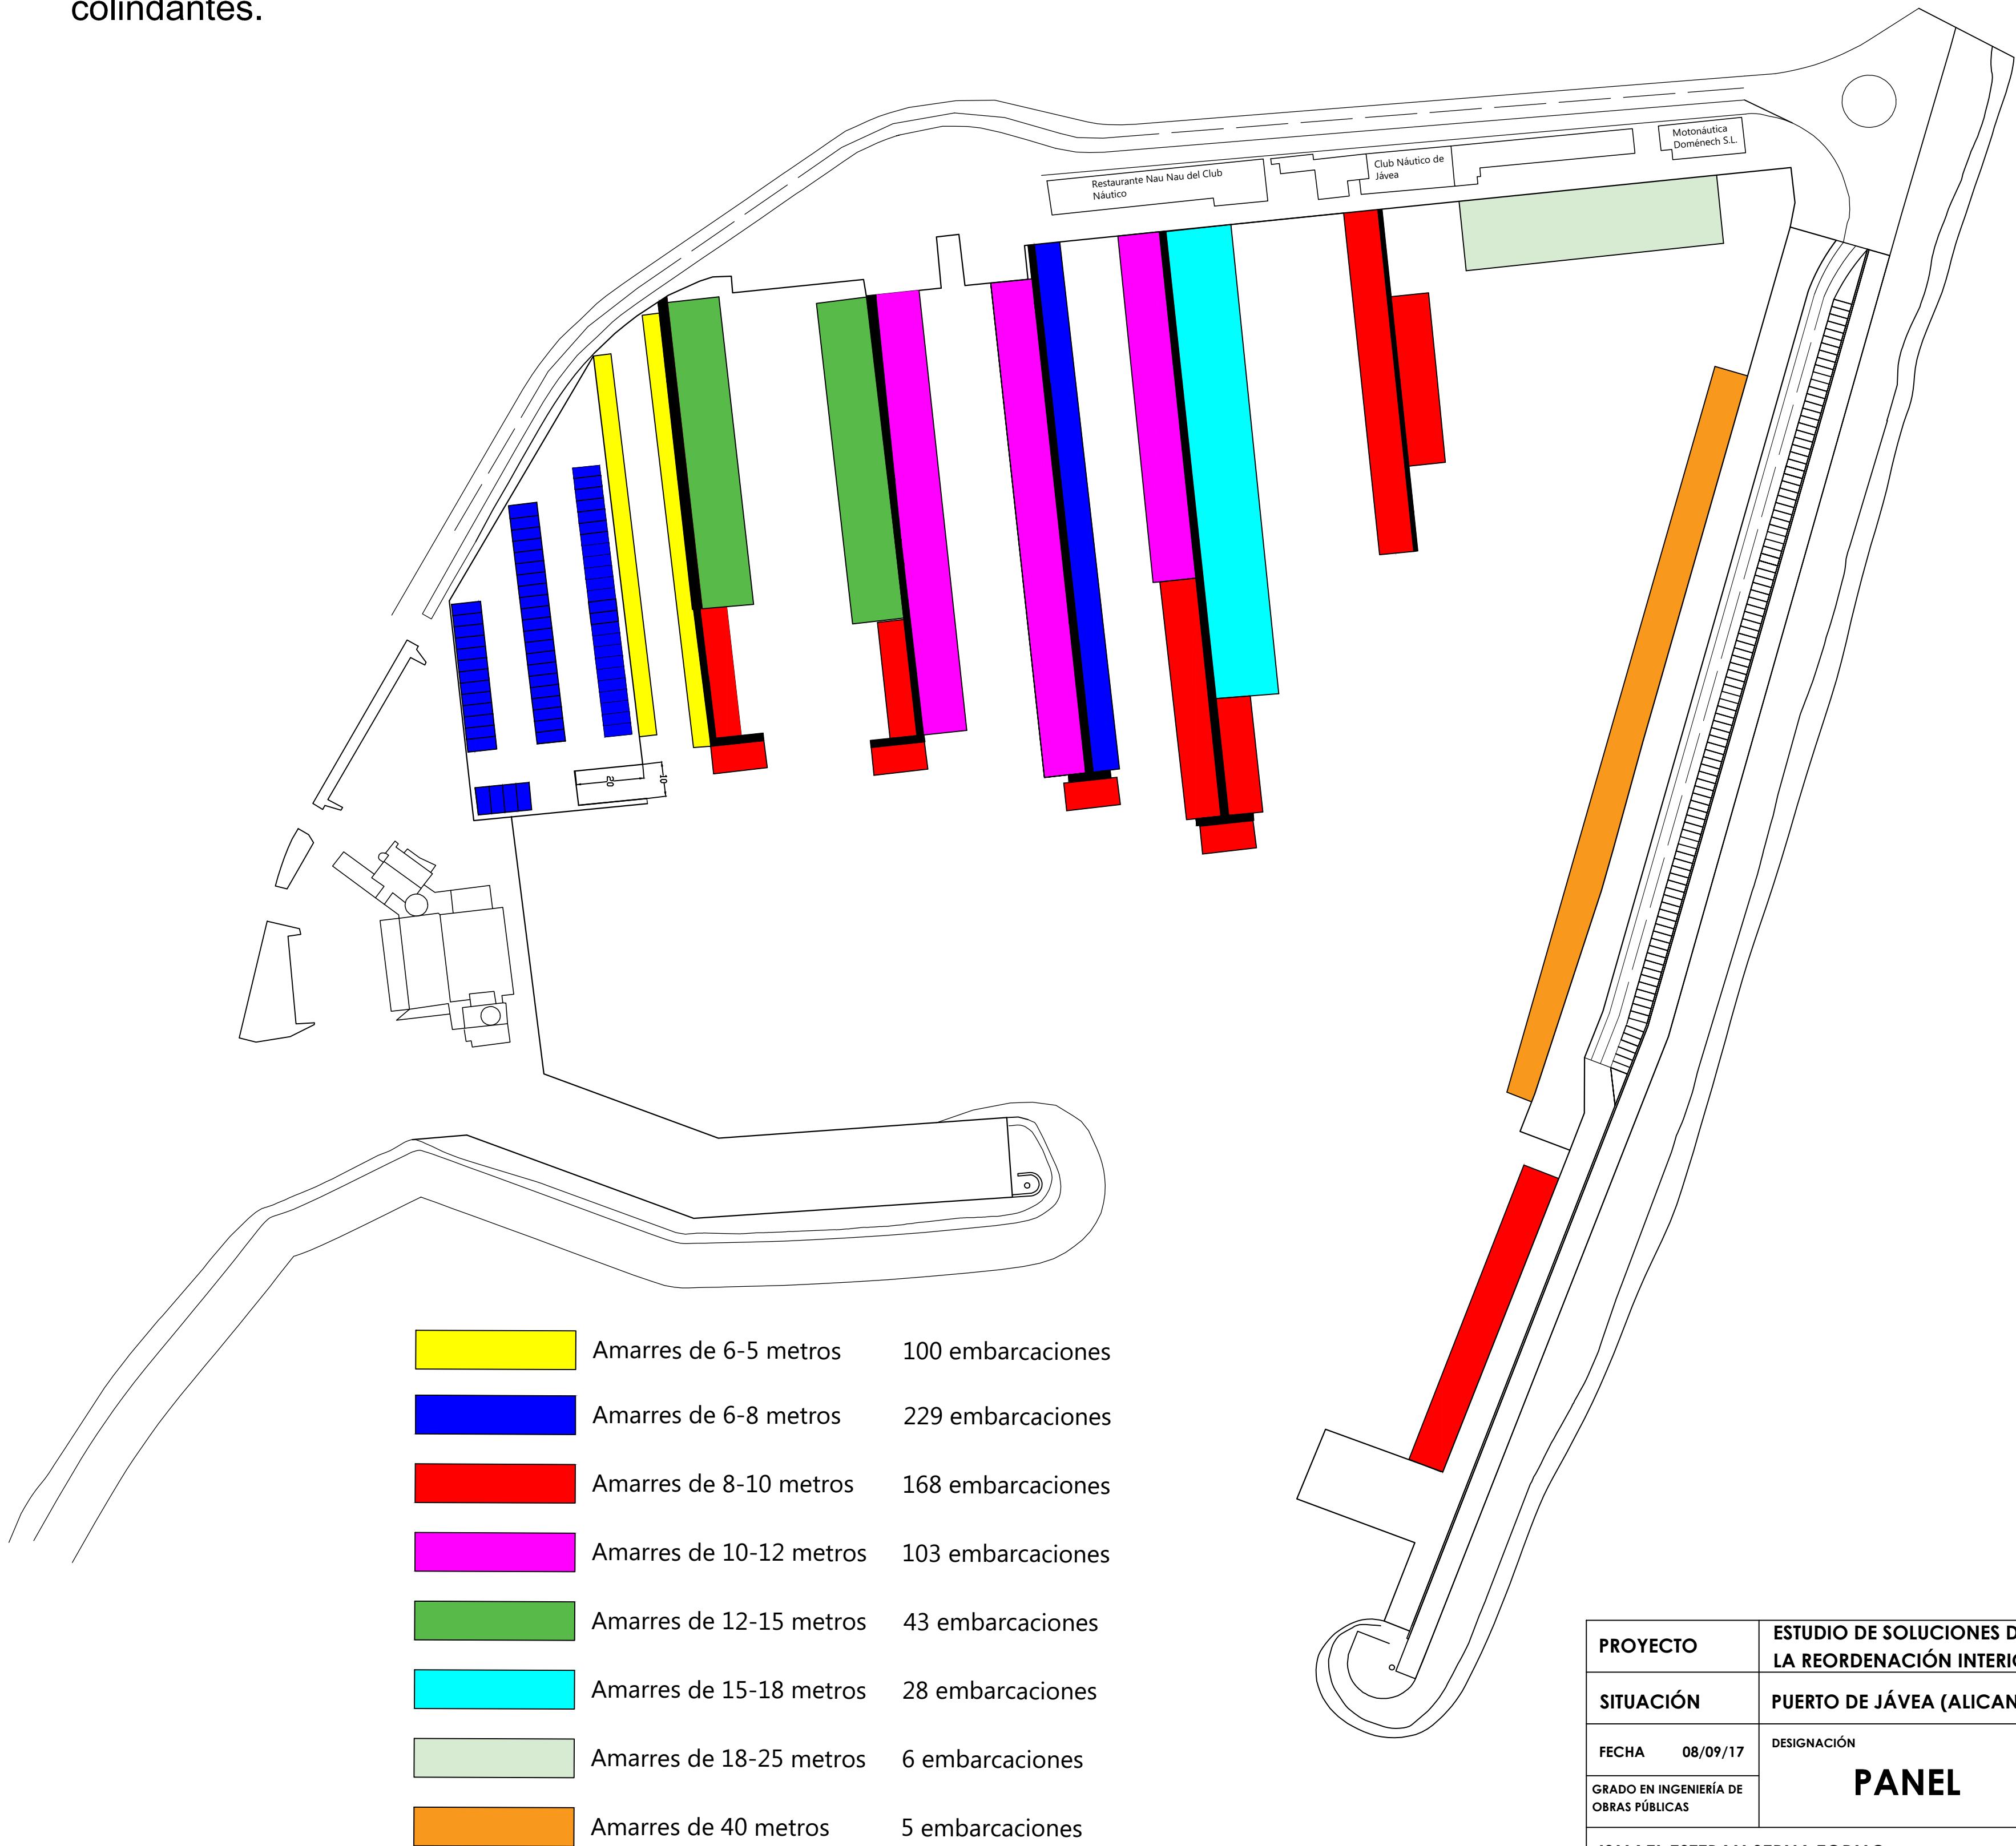 colindantes.
Motonáutica
Doménech S.L.
Club Náutico de
Jávea
Restaurante Nau Nau del Club
Náutico
20
10
Amarres de 6-5 metros 100 embarcaciones
Amarres de 6-8 metros 229 embarcaciones
Amarres de 8-10 metros 168 embarcaciones
Amarres de 10-12 metros 103 embarcaciones
Amarres de 12-15 metros 43 embarcaciones
Amarres de 15-18 metros 28 embarcaciones
Amarres de 18-25 metros 6 embarcaciones
Amarres de 40 metros 5 embarcaciones
PROYECTO
ESTUDIO DE SOLUCIONES D
LA REORDENACIÓN INTERI
SITUACIÓN
PUERTO DE JÁVEA (ALICAN
FECHA 08/09/17
DESIGNACIÓN
PANEL
GRADO EN INGENIERÍA DE
OBRAS PÚBLICAS